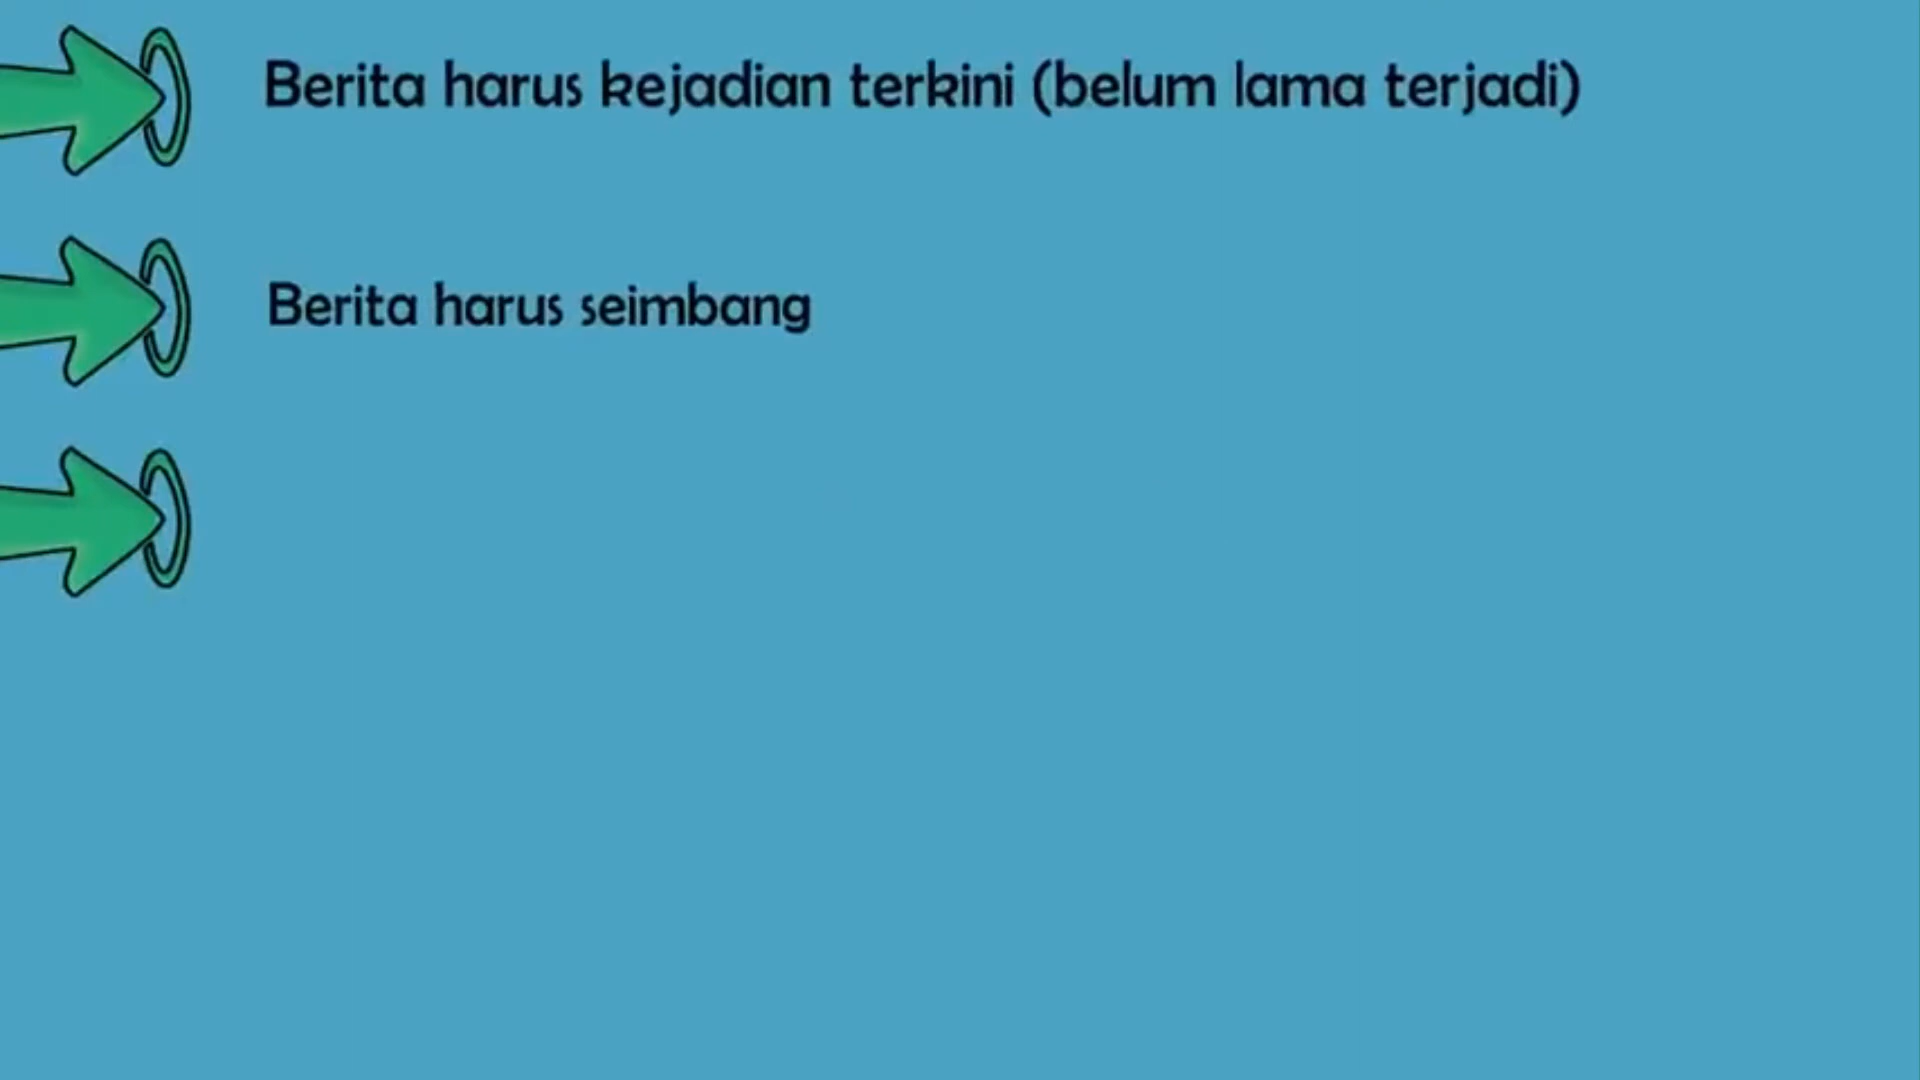 Berita harus kejadian terkini (belum lama terjadi)
Berita harus seimbang